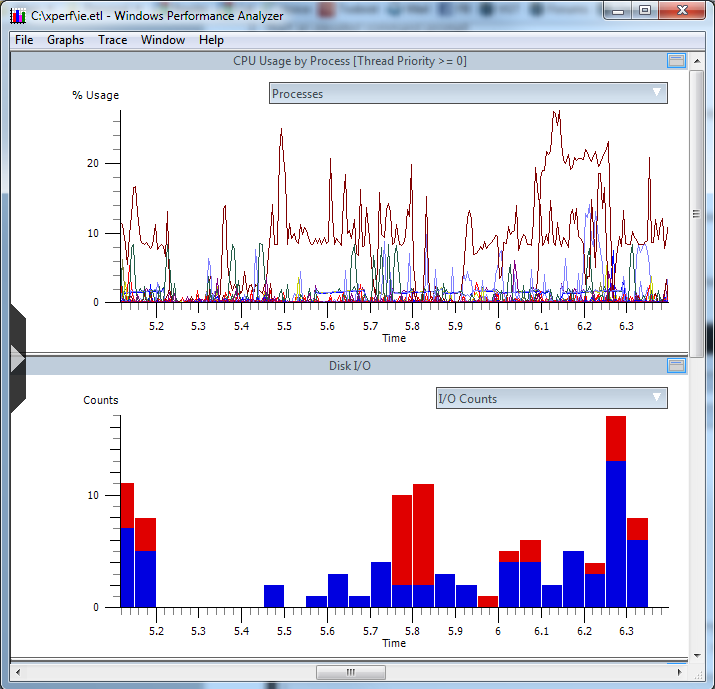 C:\xperf\ie.etl - Windows Performance Analyzer
File Graphs Trace Window Help
CPU Usage by Process [Thread Priority >= 0]
% Usage
Processes
20
10
0
5.2 5.3 5.4 5.5 5.6 5.7 5.8 5.9 6 6.1 6.2 6.3
Time
Disk I/O
Counts
I/O Counts
10
0
5.2 5.3 5.4 5.5 5.6 5.7 5.8 5.9 6 6.1 6.2 6.3
Time